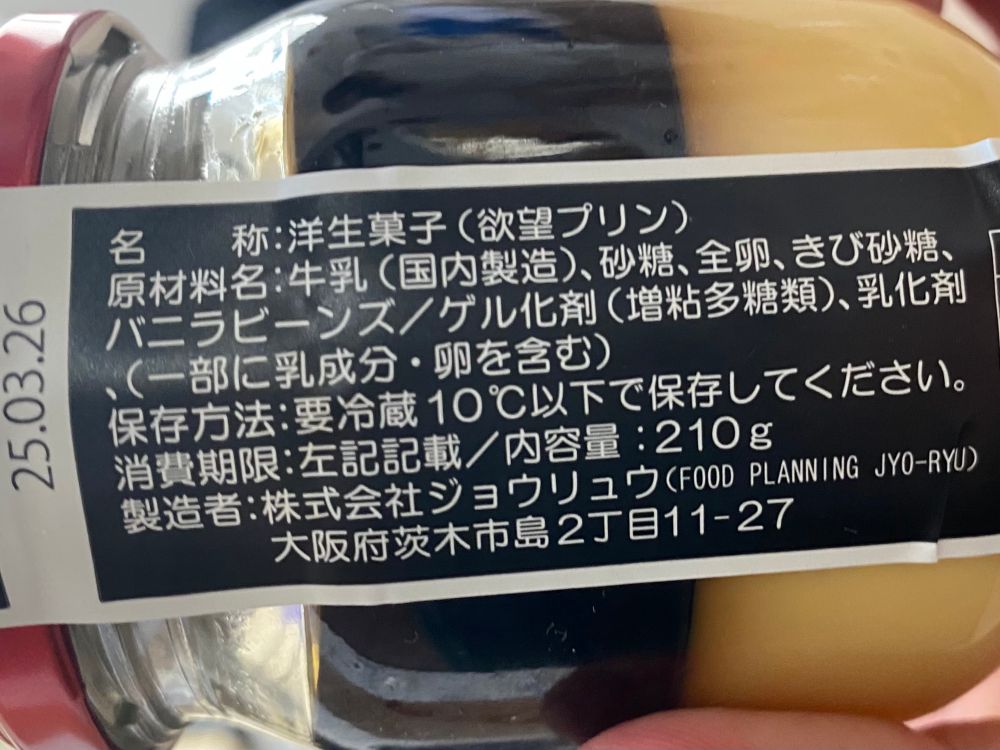 名　　称:洋生菓子(欲望プリン)
原材料名:牛乳(国内製造)、砂糖、全卵、きび砂糖、
バニラビーンズ/ゲル化剤(増粘多糖類)、乳化剤
、(一部に乳成分・卵を含む)
保存方法:要冷蔵10℃以下で保存してください。
消費期限:左記記載/内容量:210g
製造者:株式会社ジョウリュウ(FOOD PLANNING JYO-RYU)
大阪府茨木市島2丁目11-27
25.03.26